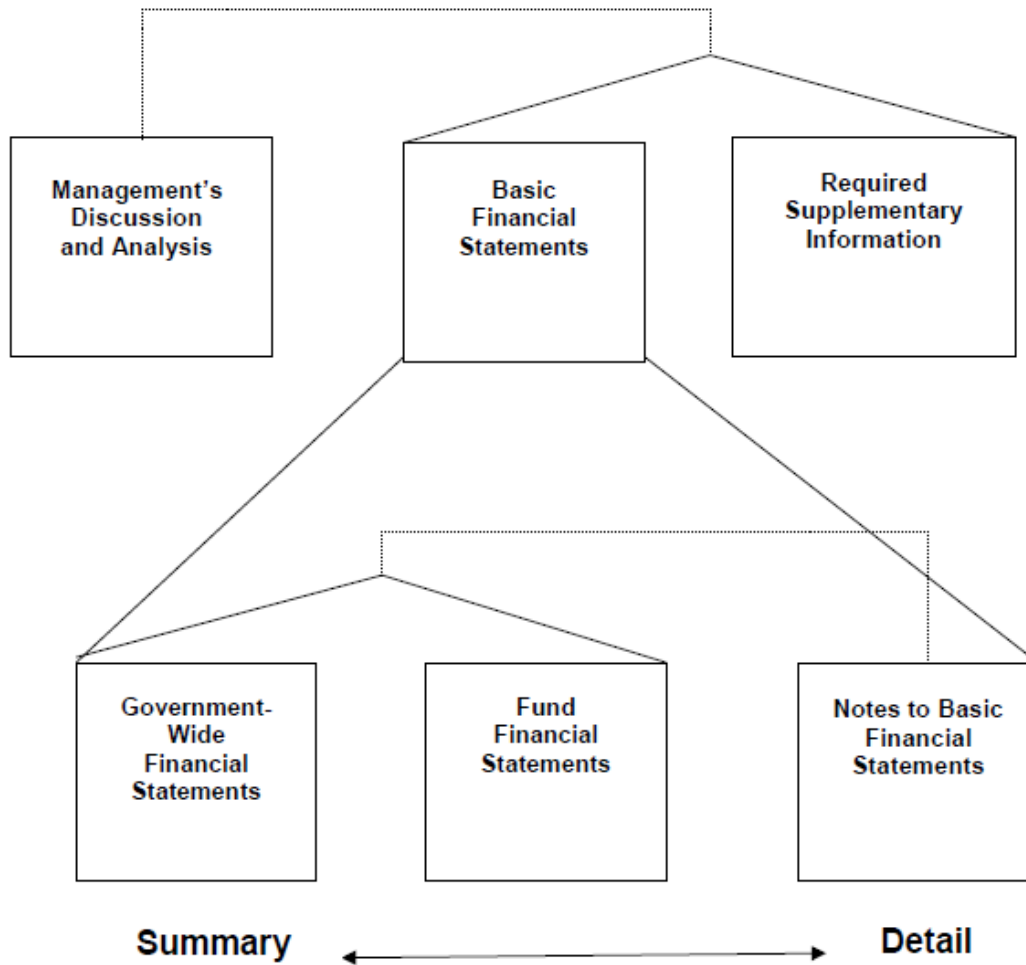 Management's
Discussion
and Analysis
Basic
Financial
Statements
Required
Supplementary
Information
Government-
Wide
Financial
Statements
Fund
Financial
Statements
Notes to Basic
Financial
Statements
Summary
Detail